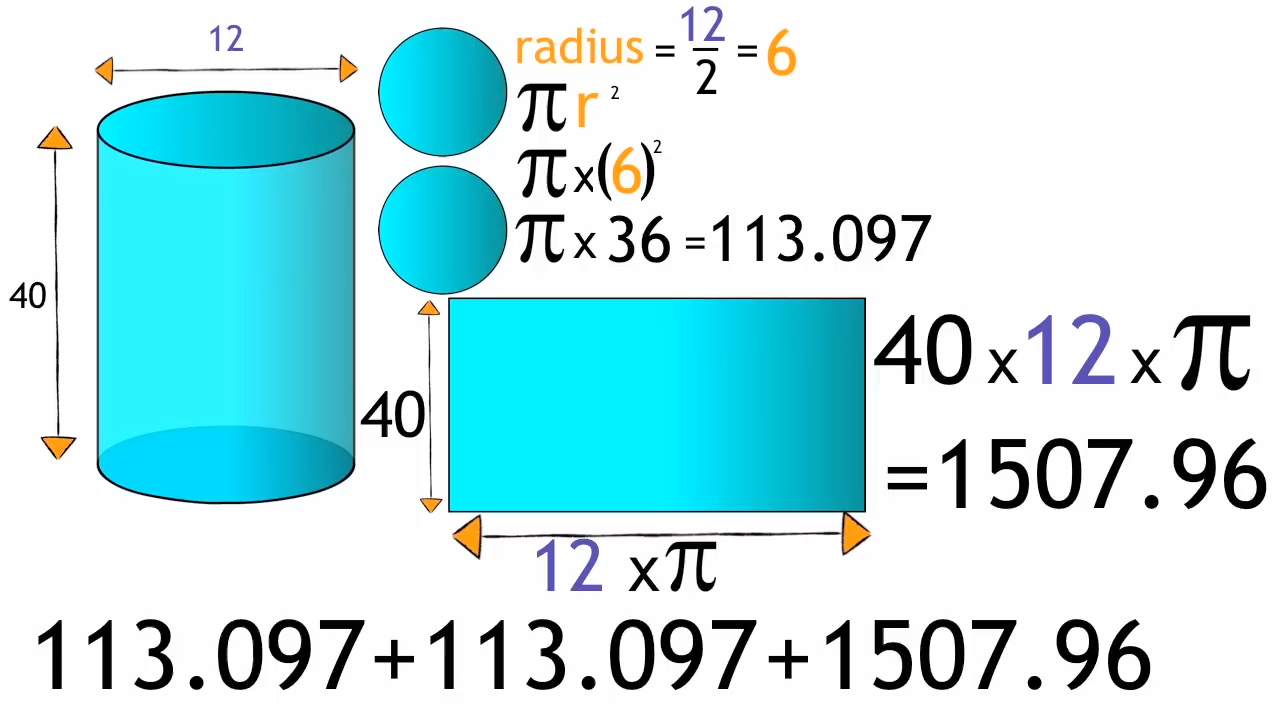 12
radius = 12/2 = 6
π r ²
π x (6)²
π x 36 = 113.097
40
40
40 x 12 x π
= 1507.96
12 x π
113.097+113.097+1507.96